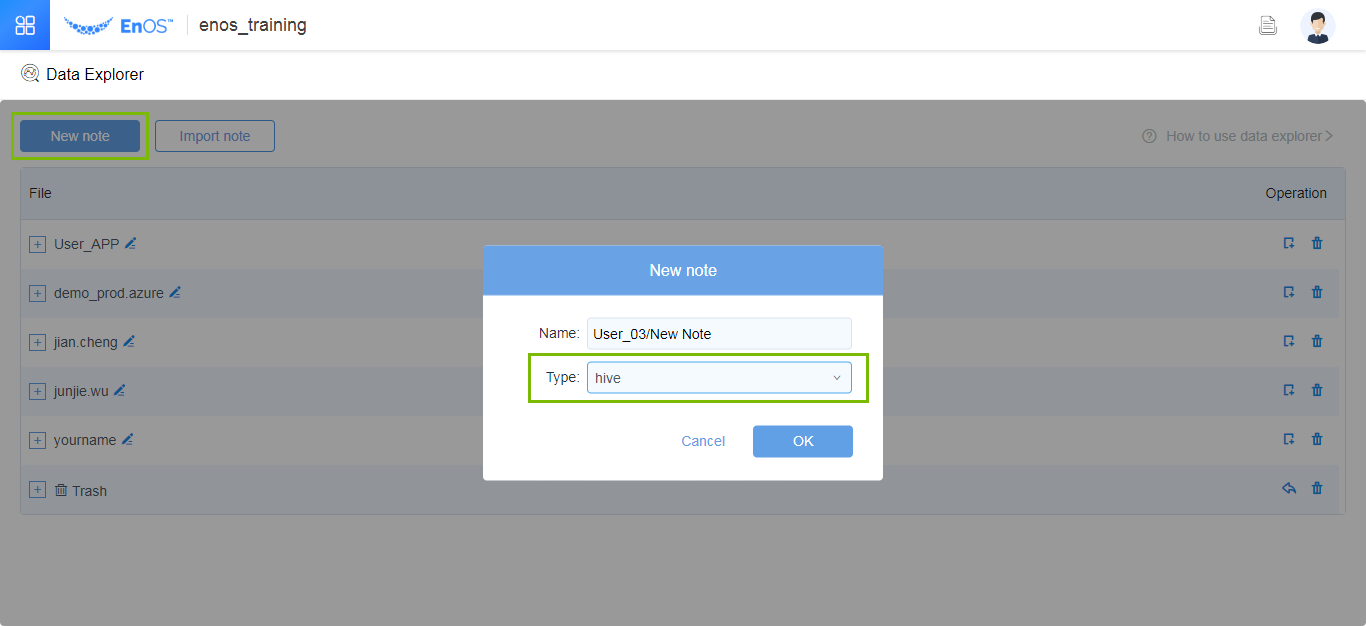 EnOS™ enos_training
Data Explorer
New note Import note How to use data explorer
File Operation
User_APP
demo_prod.azure
jian.cheng
junjie.wu
yourname
Trash
New note
Name: User_03/New Note
Type: hive
Cancel OK